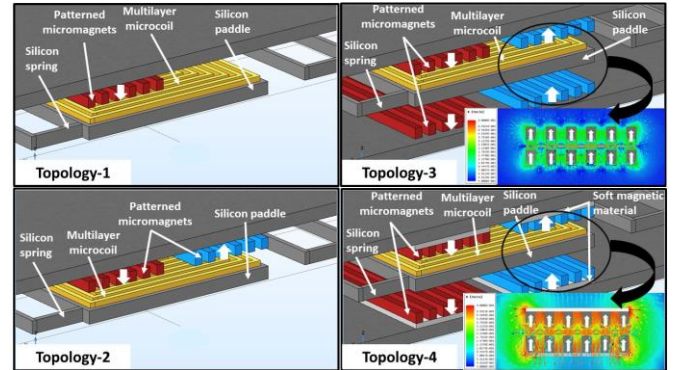 Patterned
micromagnets
Multilayer
microcoil
Silicon
paddle
Silicon
spring
Topology-1
Patterned
micromagnets
Multilayer
microcoil
Silicon
paddle
Silicon
spring
Topology-3
Patterned
micromagnets
Silicon paddle
Multilayer
microcoil
Silicon
spring
Topology-2
Patterned
micromagnets
Multilayer
microcoil
Silicon
paddle
Soft magnetic
material
Silicon
spring
Topology-4